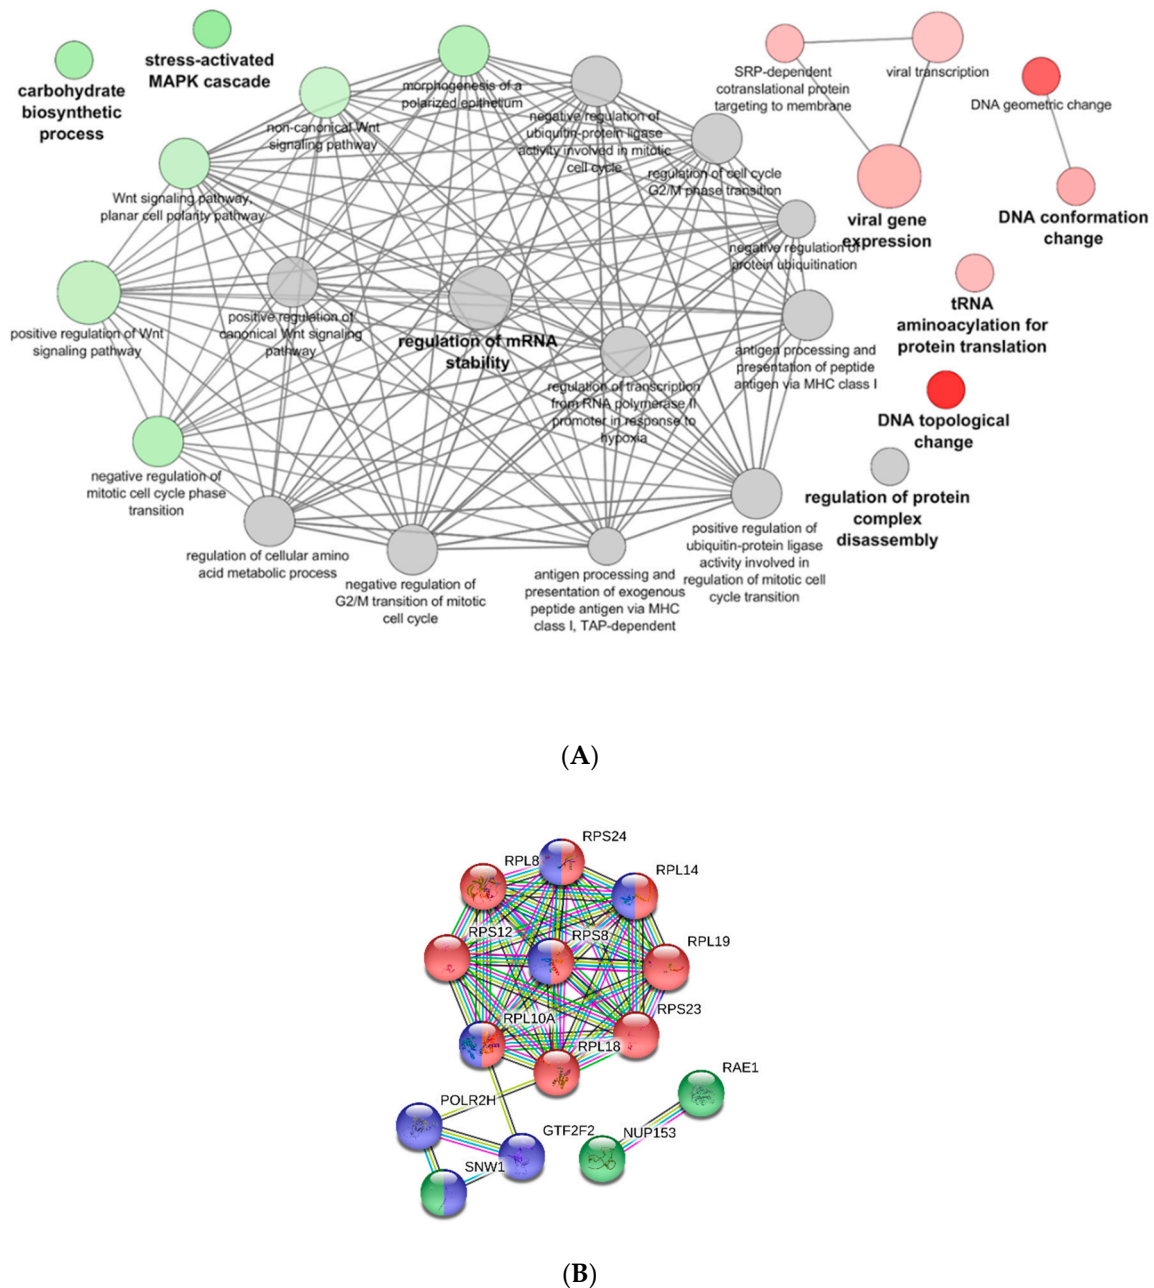 carbohydrate
biosynthetic
process
stress-activated
MAPK cascade
morphogenesis of a
polarized epithelium
non-canonical Wnt
signaling pathway
negative regulation of
ubiquitin-protein ligase
activity involved in mitotic
cell cycle
regulation of cell cycle
G2/M phase transition
Wnt signaling pathway,
planar cell polarity pathway
negative regulation of
protein ubiquitination
positive regulation of Wnt
signaling pathway
positive regulation of
canonical Wnt signaling
pathway
regulation of mRNA
stability
regulation of transcription
from RNA polymerase II
promoter in response to
hypoxia
antigen processing and
presentation of peptide
antigen via MHC class I
negative regulation of
mitotic cell cycle phase
transition
regulation of cellular amino
acid metabolic process
negative regulation of
G2/M transition of mitotic
cell cycle
antigen processing and
presentation of exogenous
peptide antigen via MHC
class I, TAP-dependent
positive regulation of
ubiquitin-protein ligase
activity involved in
regulation of mitotic cell
cycle transition
SRP-dependent
cotranslational protein
targeting to membrane
viral transcription
DNA geometric change
viral gene
expression
DNA conformation
change
tRNA
aminoacylation for
protein translation
DNA topological
change
regulation of protein
complex
disassembly
(A)
RPS24
RPL8
RPL14
RPS12
RPS8
RPL19
RPS23
RPL10A
RPL18
RAE1
POLR2H
GTF2F2
NUP153
SNW1
(B)